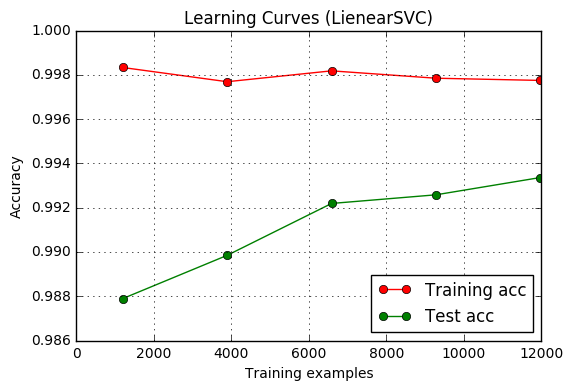 Learning Curves (LienearSVC)
1.000
0.998
0.996
0.994
0.992
0.990
0.988
0.986
Accuracy
0 2000 4000 6000 8000 10000 12000
Training examples
Training acc
Test acc